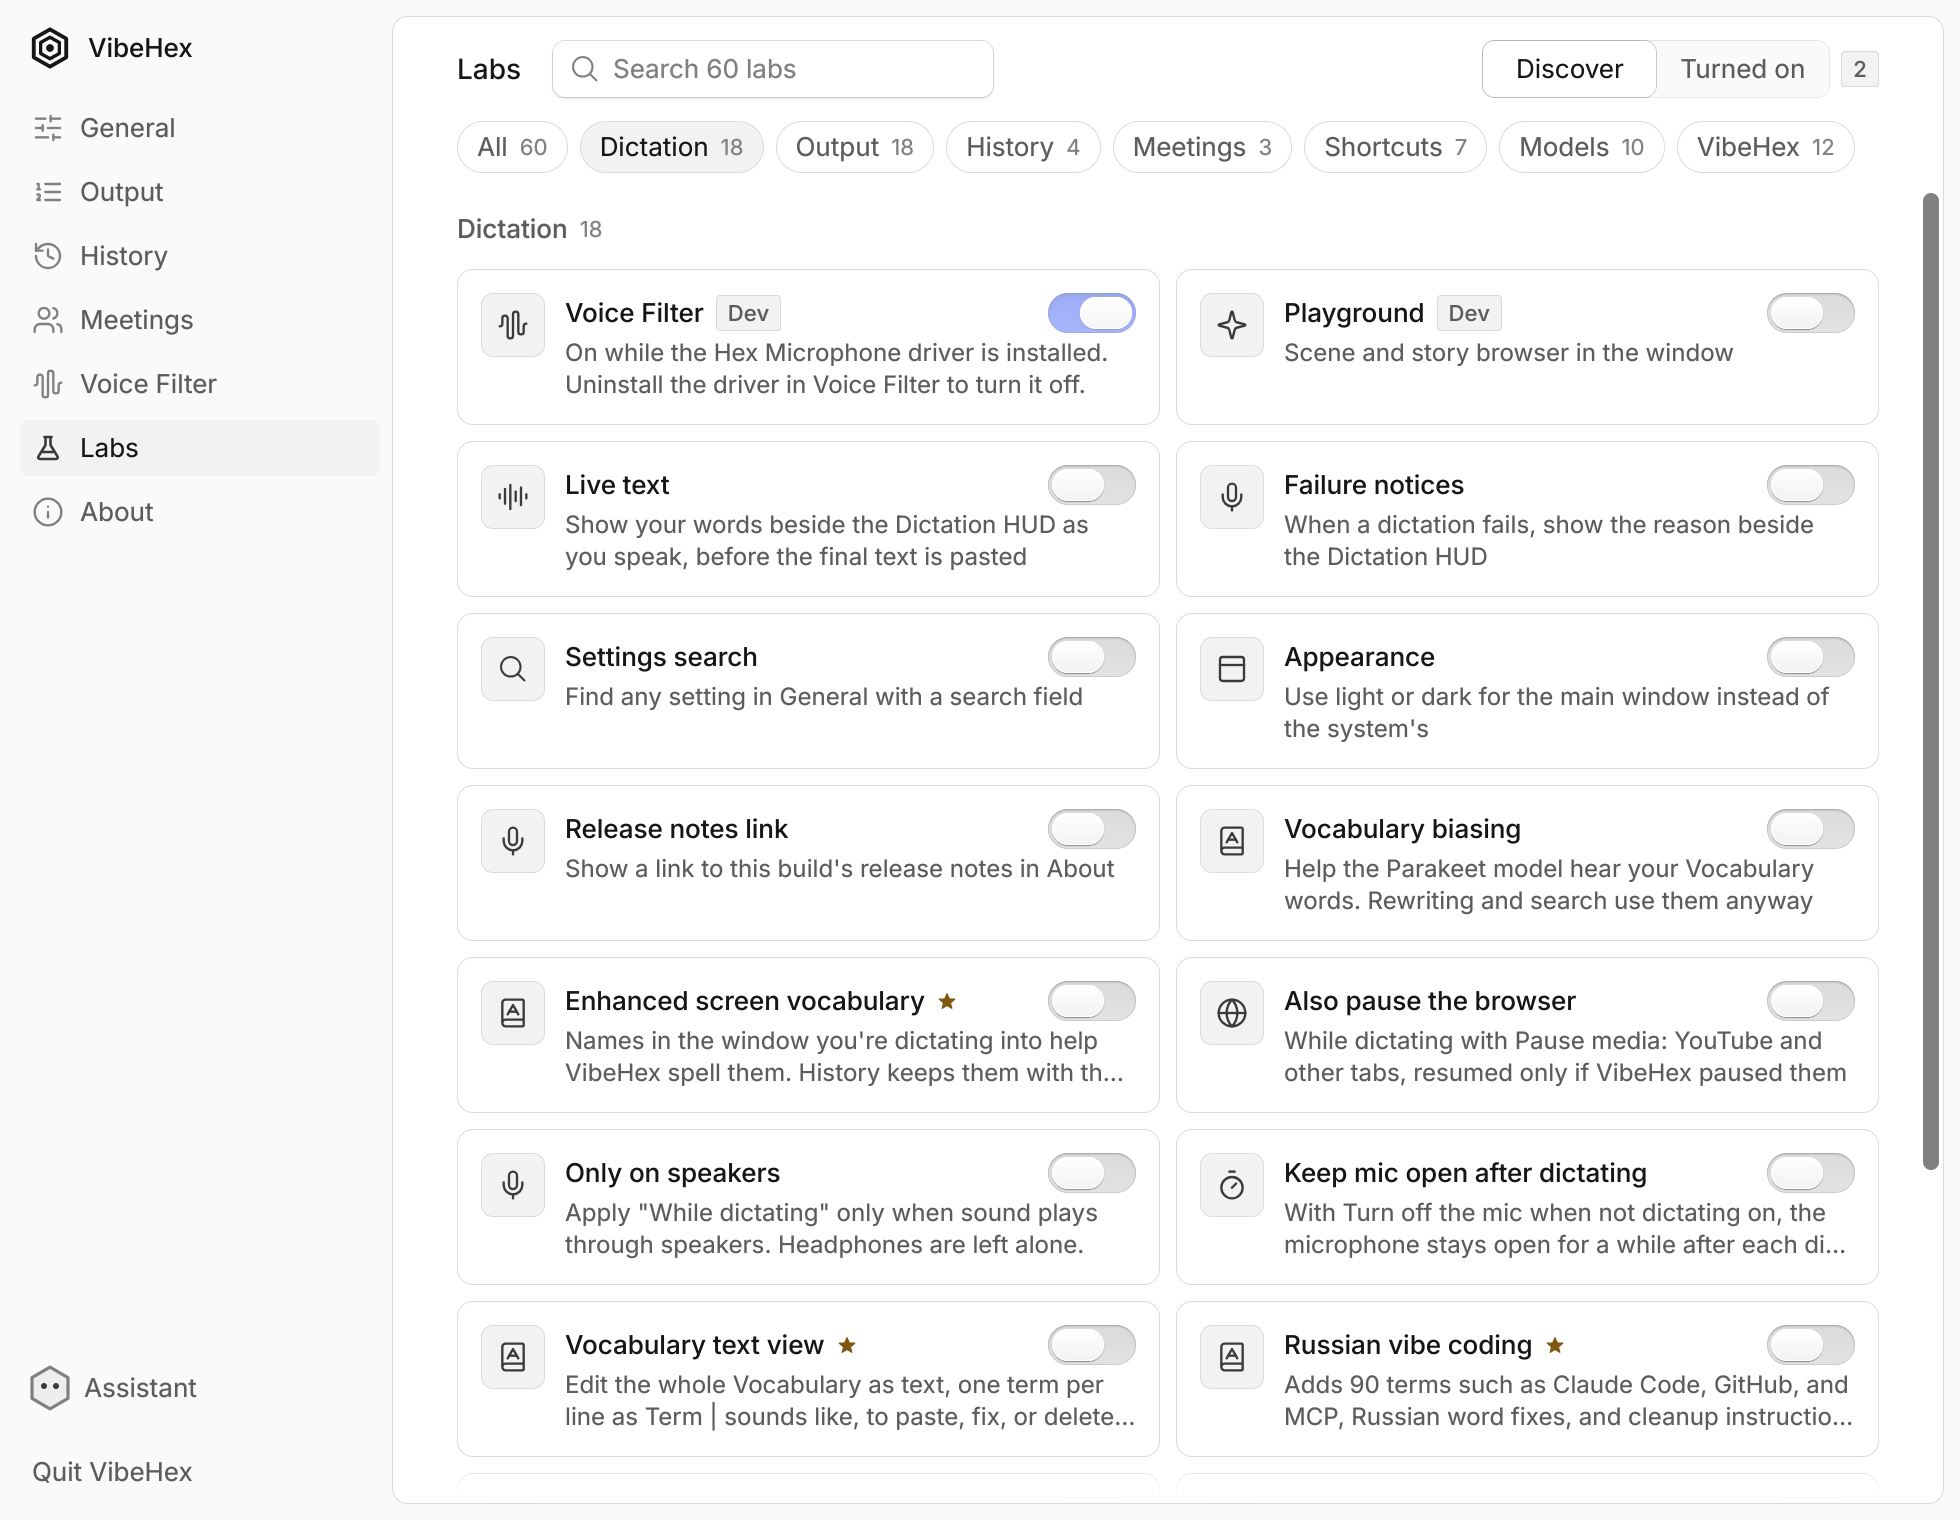 VibeHex
General
Output
History
Meetings
Voice Filter
Labs
About
Assistant
Quit VibeHex
Labs
Search 60 labs
Discover
Turned on
2
All 60
Dictation 18
Output 18
History 4
Meetings 3
Shortcuts 7
Models 10
VibeHex 12
Dictation 18
Voice Filter Dev
On while the Hex Microphone driver is installed.
Uninstall the driver in Voice Filter to turn it off.
Playground Dev
Scene and story browser in the window
Live text
Show your words beside the Dictation HUD as
you speak, before the final text is pasted
Failure notices
When a dictation fails, show the reason beside
the Dictation HUD
Settings search
Find any setting in General with a search field
Appearance
Use light or dark for the main window instead of
the system's
Release notes link
Show a link to this build's release notes in About
Vocabulary biasing
Help the Parakeet model hear your Vocabulary
words. Rewriting and search use them anyway
Enhanced screen vocabulary
Names in the window you're dictating into help
VibeHex spell them. History keeps them with th...
Also pause the browser
While dictating with Pause media: YouTube and
other tabs, resumed only if VibeHex paused them
Only on speakers
Apply "While dictating" only when sound plays
through speakers. Headphones are left alone.
Keep mic open after dictating
With Turn off the mic when not dictating on, the
microphone stays open for a while after each di...
Vocabulary text view
Edit the whole Vocabulary as text, one term per
line as Term | sounds like, to paste, fix, or delete...
Russian vibe coding
Adds 90 terms such as Claude Code, GitHub, and
MCP, Russian word fixes, and cleanup instructio...